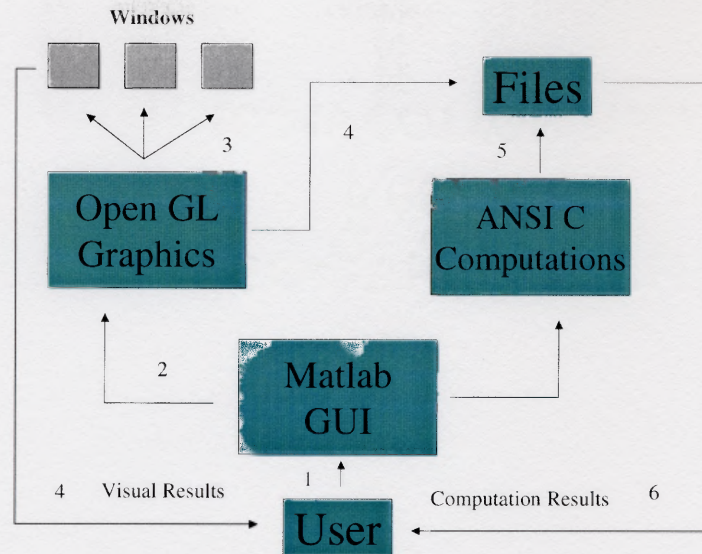 Windows
Files
3
4
5
Open GL
Graphics
ANSI C
Computations
2
Matlab
GUI
1
4
Visual Results
Computation Results
6
User